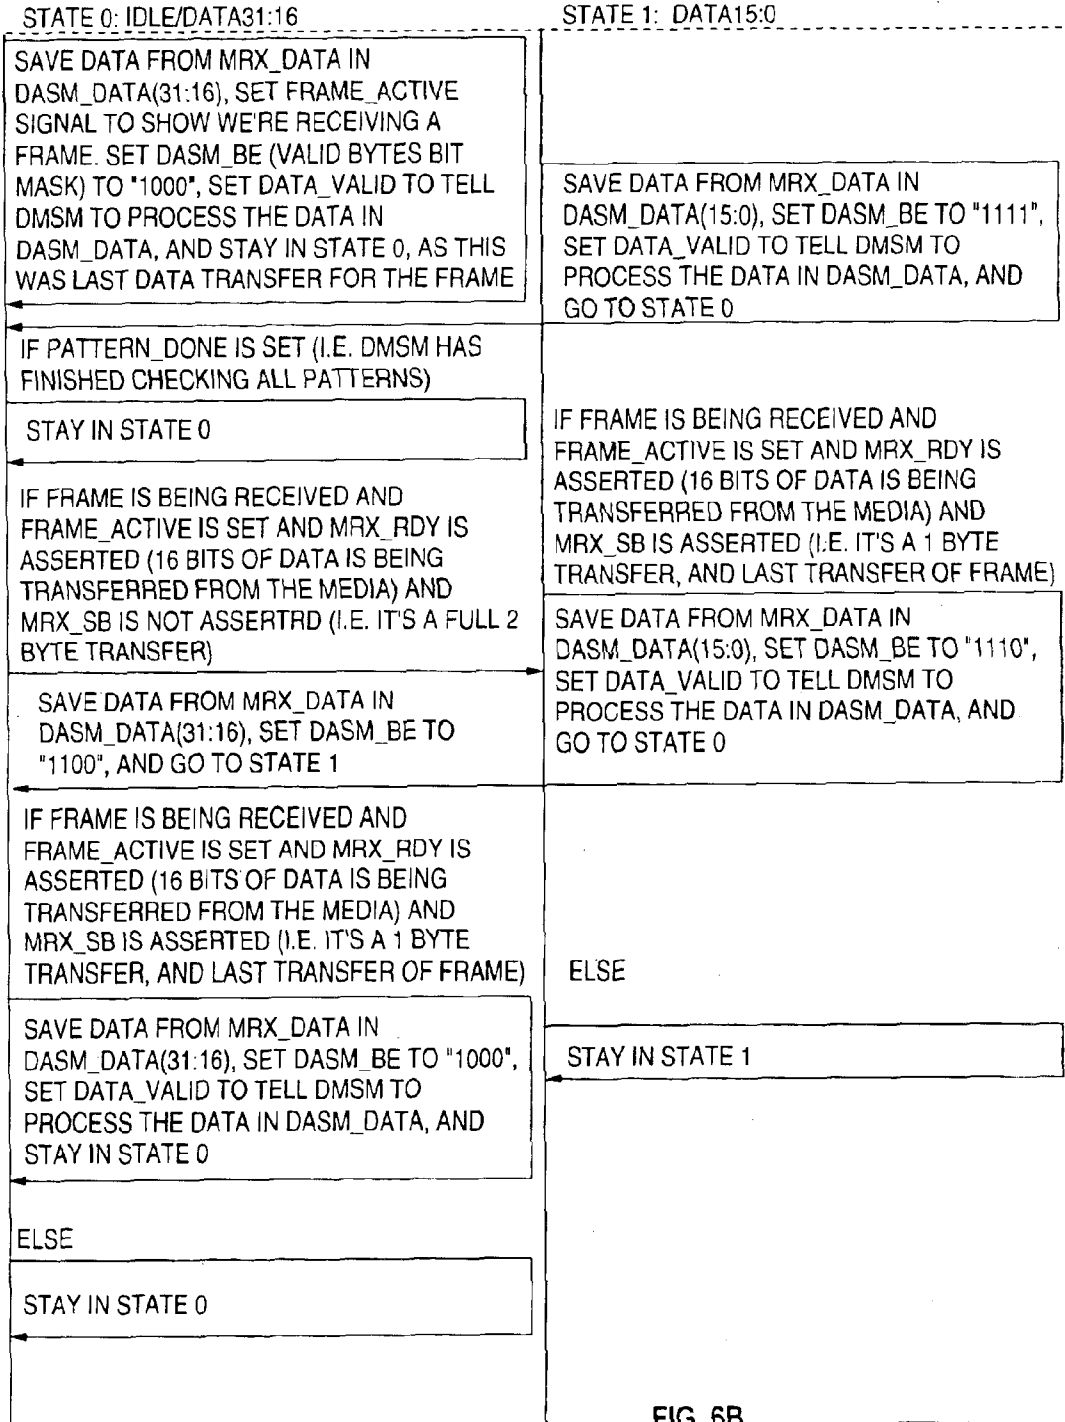 STATE 0: IDLE/DATA31:16
SAVE DATA FROM MRX_DATA IN
DASM_DATA(31:16), SET FRAME_ACTIVE
SIGNAL TO SHOW WE'RE RECEIVING A
FRAME. SET DASM_BE (VALID BYTES BIT
MASK) TO "1000", SET DATA_VALID TO TELL
DMSM TO PROCESS THE DATA IN
DASM_DATA, AND STAY IN STATE 0, AS THIS
WAS LAST DATA TRANSFER FOR THE FRAME
IF PATTERN_DONE IS SET (I.E. DMSM HAS
FINISHED CHECKING ALL PATTERNS)
STAY IN STATE 0
IF FRAME IS BEING RECEIVED AND
FRAME_ACTIVE IS SET AND MRX_RDY IS
ASSERTED (16 BITS OF DATA IS BEING
TRANSFERRED FROM THE MEDIA) AND
MRX_SB IS NOT ASSERTRD (I.E. IT'S A FULL 2
BYTE TRANSFER)
SAVE DATA FROM MRX_DATA IN
DASM_DATA(31:16), SET DASM_BE TO
"1100", AND GO TO STATE 1
IF FRAME IS BEING RECEIVED AND
FRAME_ACTIVE IS SET AND MRX_RDY IS
ASSERTED (16 BITS OF DATA IS BEING
TRANSFERRED FROM THE MEDIA) AND
MRX_SB IS ASSERTED (I.E. IT'S A 1 BYTE
TRANSFER, AND LAST TRANSFER OF FRAME)
SAVE DATA FROM MRX_DATA IN
DASM_DATA(31:16), SET DASM_BE TO "1000",
SET DATA_VALID TO TELL DMSM TO
PROCESS THE DATA IN DASM_DATA, AND
STAY IN STATE 0
ELSE
STAY IN STATE 0
STATE 1: DATA15:0
SAVE DATA FROM MRX_DATA IN
DASM_DATA(15:0), SET DASM_BE TO "1111",
SET DATA_VALID TO TELL DMSM TO
PROCESS THE DATA IN DASM_DATA, AND
GO TO STATE 0
IF FRAME IS BEING RECEIVED AND
FRAME_ACTIVE IS SET AND MRX_RDY IS
ASSERTED (16 BITS OF DATA IS BEING
TRANSFERRED FROM THE MEDIA) AND
MRX_SB IS ASSERTED (I.E. IT'S A 1 BYTE
TRANSFER, AND LAST TRANSFER OF FRAME)
SAVE DATA FROM MRX_DATA IN
DASM_DATA(15:0), SET DASM_BE TO "1110",
SET DATA_VALID TO TELL DMSM TO
PROCESS THE DATA IN DASM_DATA, AND
GO TO STATE 0
ELSE
STAY IN STATE 1
FIG. 6B